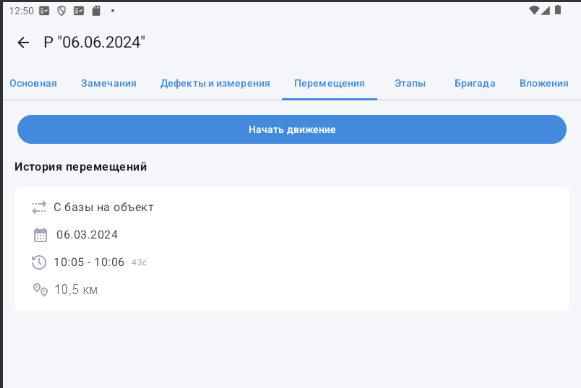 12:50
Р "06.06.2024"
Основная Замечания Дефекты и измерения Перемещения Этапы Бригада Вложения
Начать движение
История перемещений
С базы на объект
06.03.2024
10:05 - 10:06 43с
10,5 км